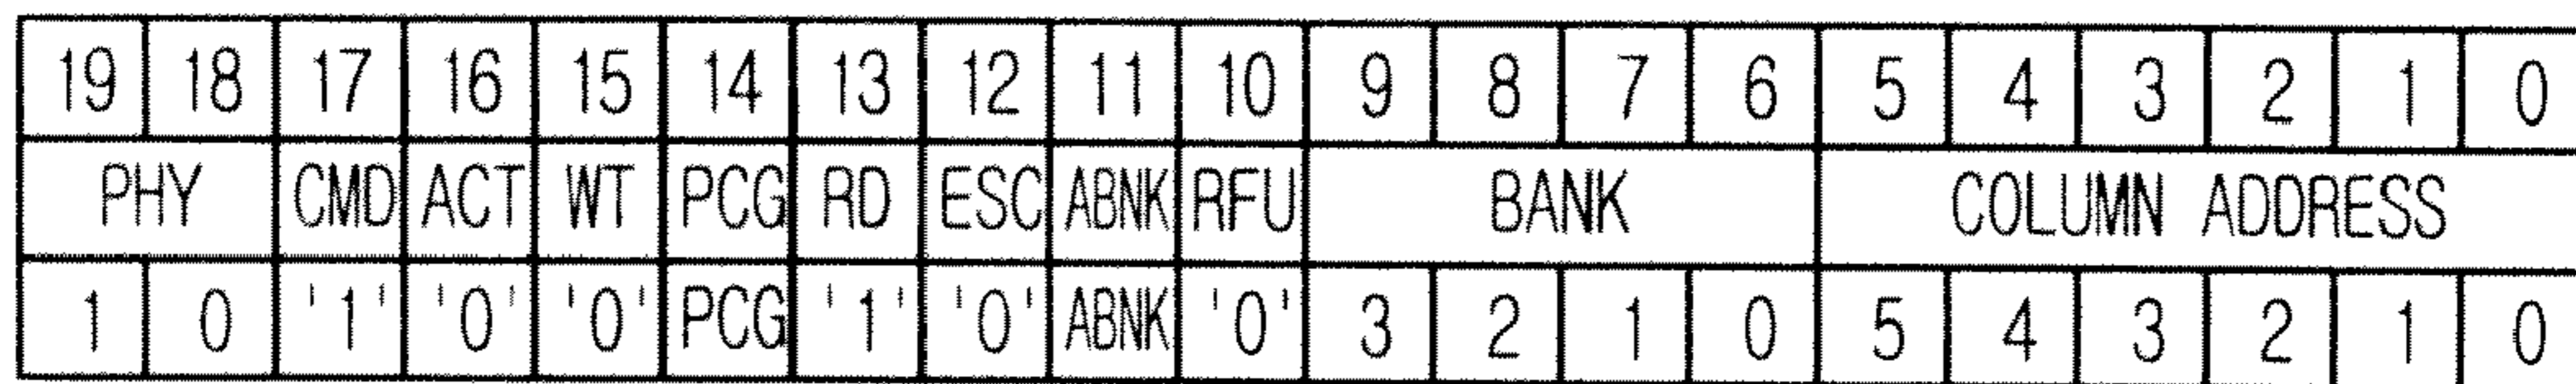 19 18 17 16 15 14 13 12 11 10 9 8 7 6 5 4 3 2 1 0
PHY CMD ACT WT PCG RD ESC ABNK RFU BANK COLUMN ADDRESS
1 0 '1' '0' '0' PCG '1' '0' ABNK '0' 3 2 1 0 5 4 3 2 1 0